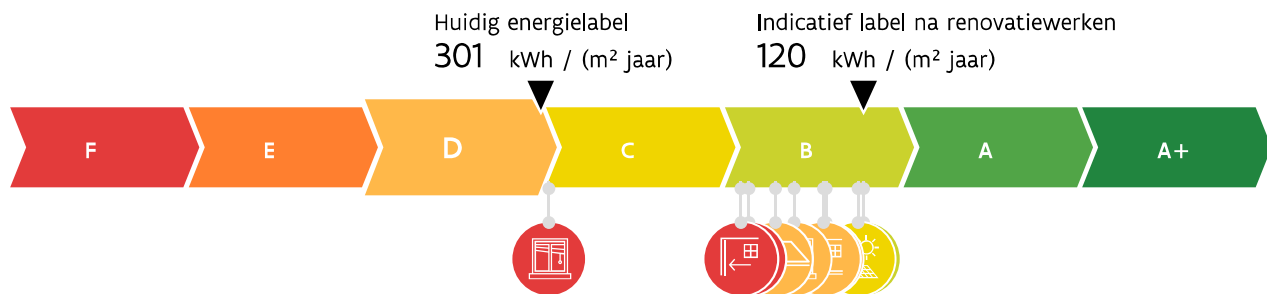 Huidig energielabel
301 kWh / (m² jaar)
Indicatief label na renovatiewerken
120 kWh / (m² jaar)
F E D C B A A+